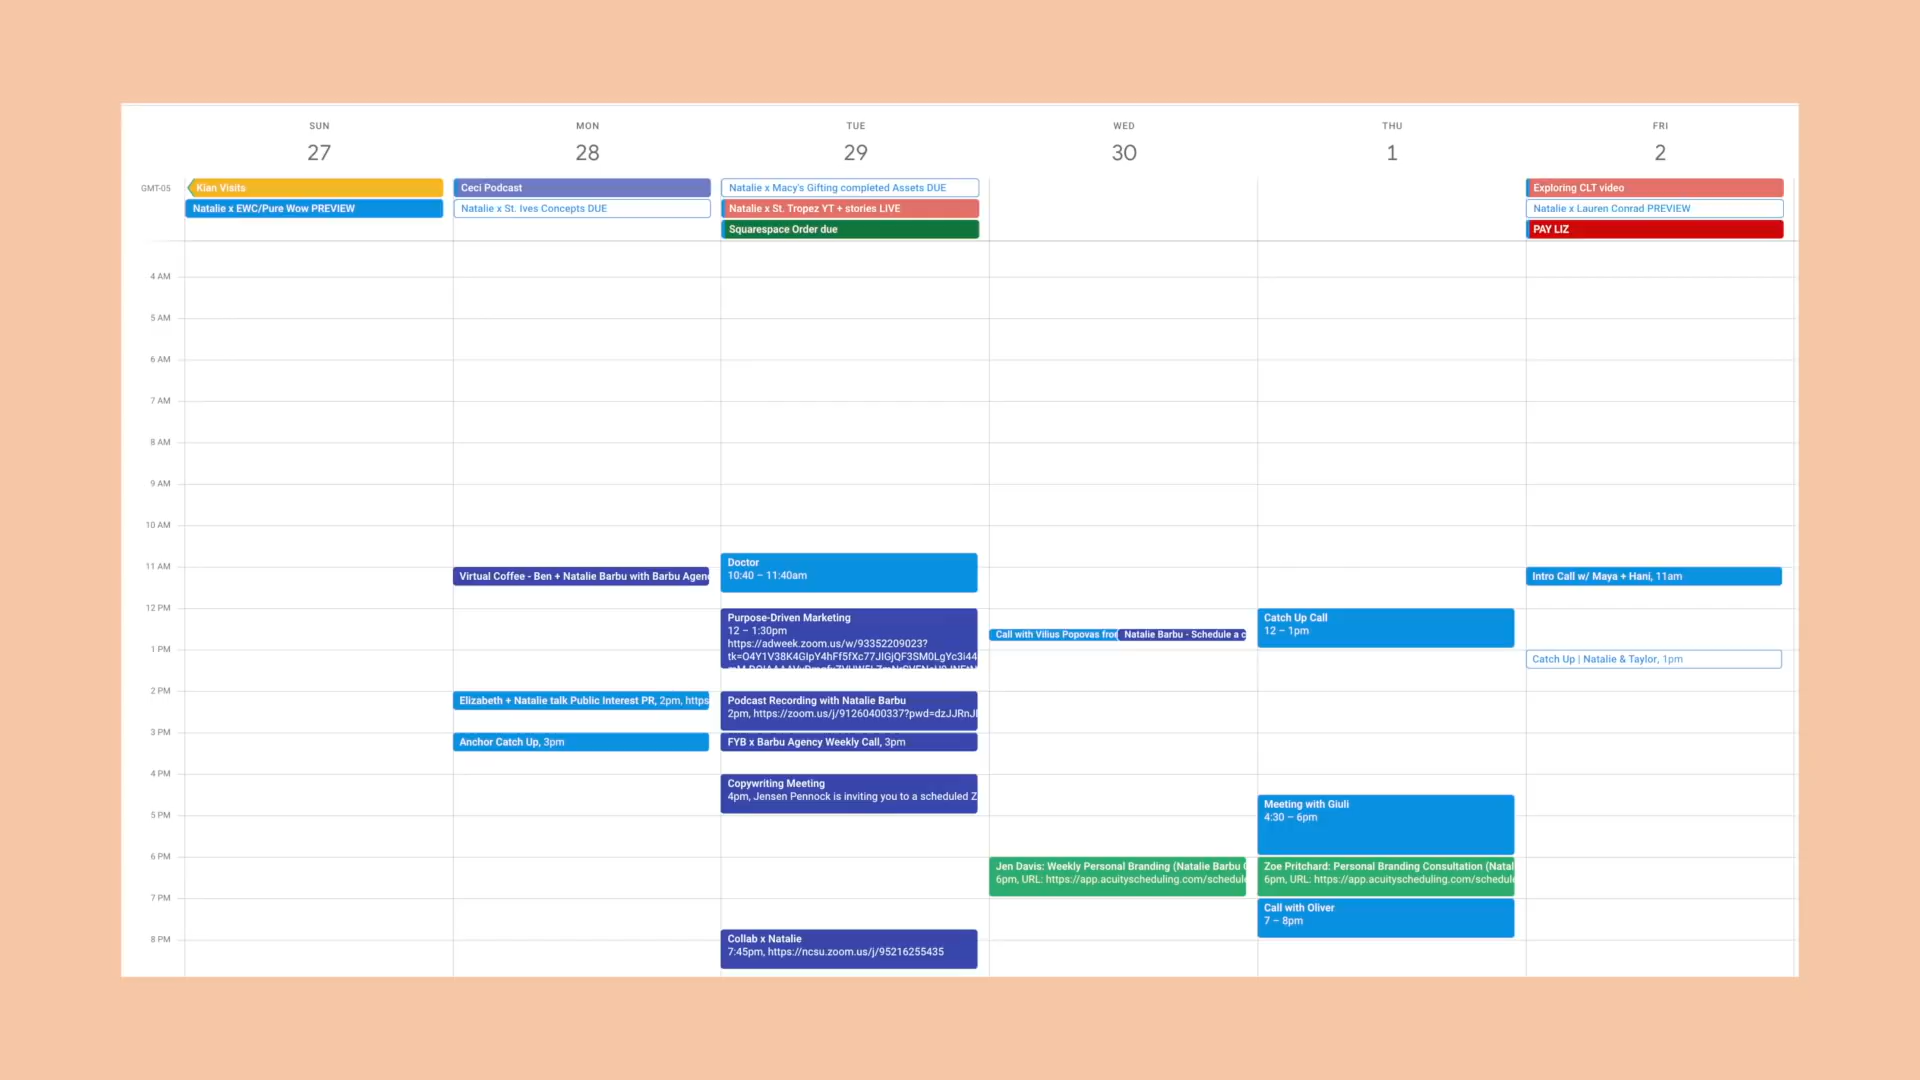 SUN
MON
TUE
WED
THU
FRI
27
28
29
30
1
2
GMT-05
Kian Visits
Natalie x EWC/Pure Wow PREVIEW
Ceci Podcast
Natalie x St. Ives Concepts DUE
Natalie x Macy's Gifting completed Assets DUE
Natalie x St. Tropez YT + stories LIVE
Squarespace Order due
Exploring CLT video
Natalie x Lauren Conrad PREVIEW
PAY LIZ
4 AM
5 AM
6 AM
7 AM
8 AM
9 AM
10 AM
11 AM
12 PM
1 PM
2 PM
3 PM
4 PM
5 PM
6 PM
7 PM
8 PM
Virtual Coffee - Ben + Natalie Barbu with Barbu Agen
Elizabeth + Natalie talk Public Interest PR, 2pm, https
Anchor Catch Up, 3pm
Doctor
10:40 – 11:40am
Purpose-Driven Marketing
12 – 1:30pm
https://adweek.zoom.us/w/93352209023?
Podcast Recording with Natalie Barbu
2pm, https://zoom.us/j/91260400337?pwd=dzJJRnJ
FYB x Barbu Agency Weekly Call, 3pm
Copywriting Meeting
4pm, Jensen Pennock is inviting you to a scheduled Z
Collab x Natalie
7:45pm, https://ncsu.zoom.us/j/95216255435
Call with Vilius Popovas fro
Natalie Barbu - Schedule a c
Jen Davis: Weekly Personal Branding (Natalie Barbu
6pm, URL: https://app.acuityscheduling.com/schedule
Catch Up Call
12 – 1pm
Meeting with Giuli
4:30 – 6pm
Zoe Pritchard: Personal Branding Consultation (Natal
6pm, URL: https://app.acuityscheduling.com/schedule
Call with Oliver
7 – 8pm
Intro Call w/ Maya + Hani, 11am
Catch Up | Natalie & Taylor, 1pm